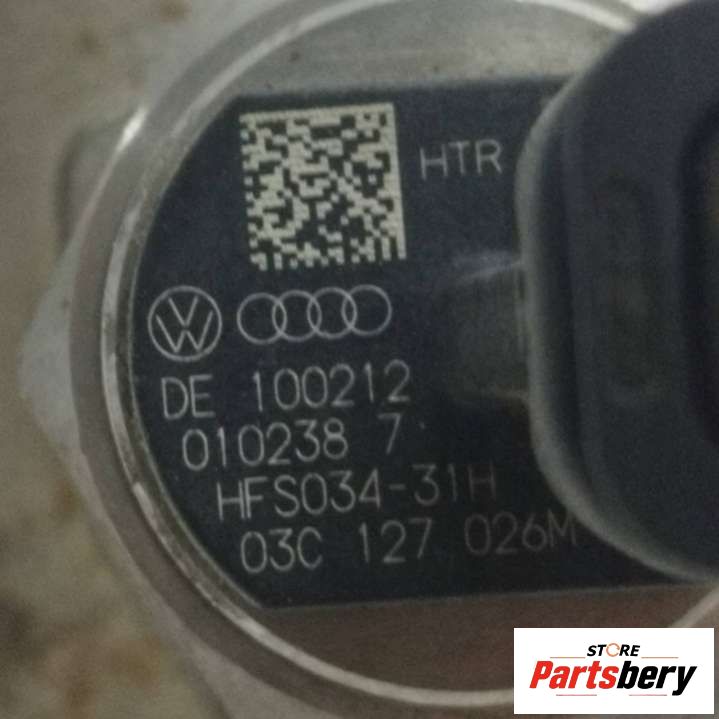 HTR
DE 100212
010238 7
HFS034-31H
03C 127 026M
STORE
Partsbery